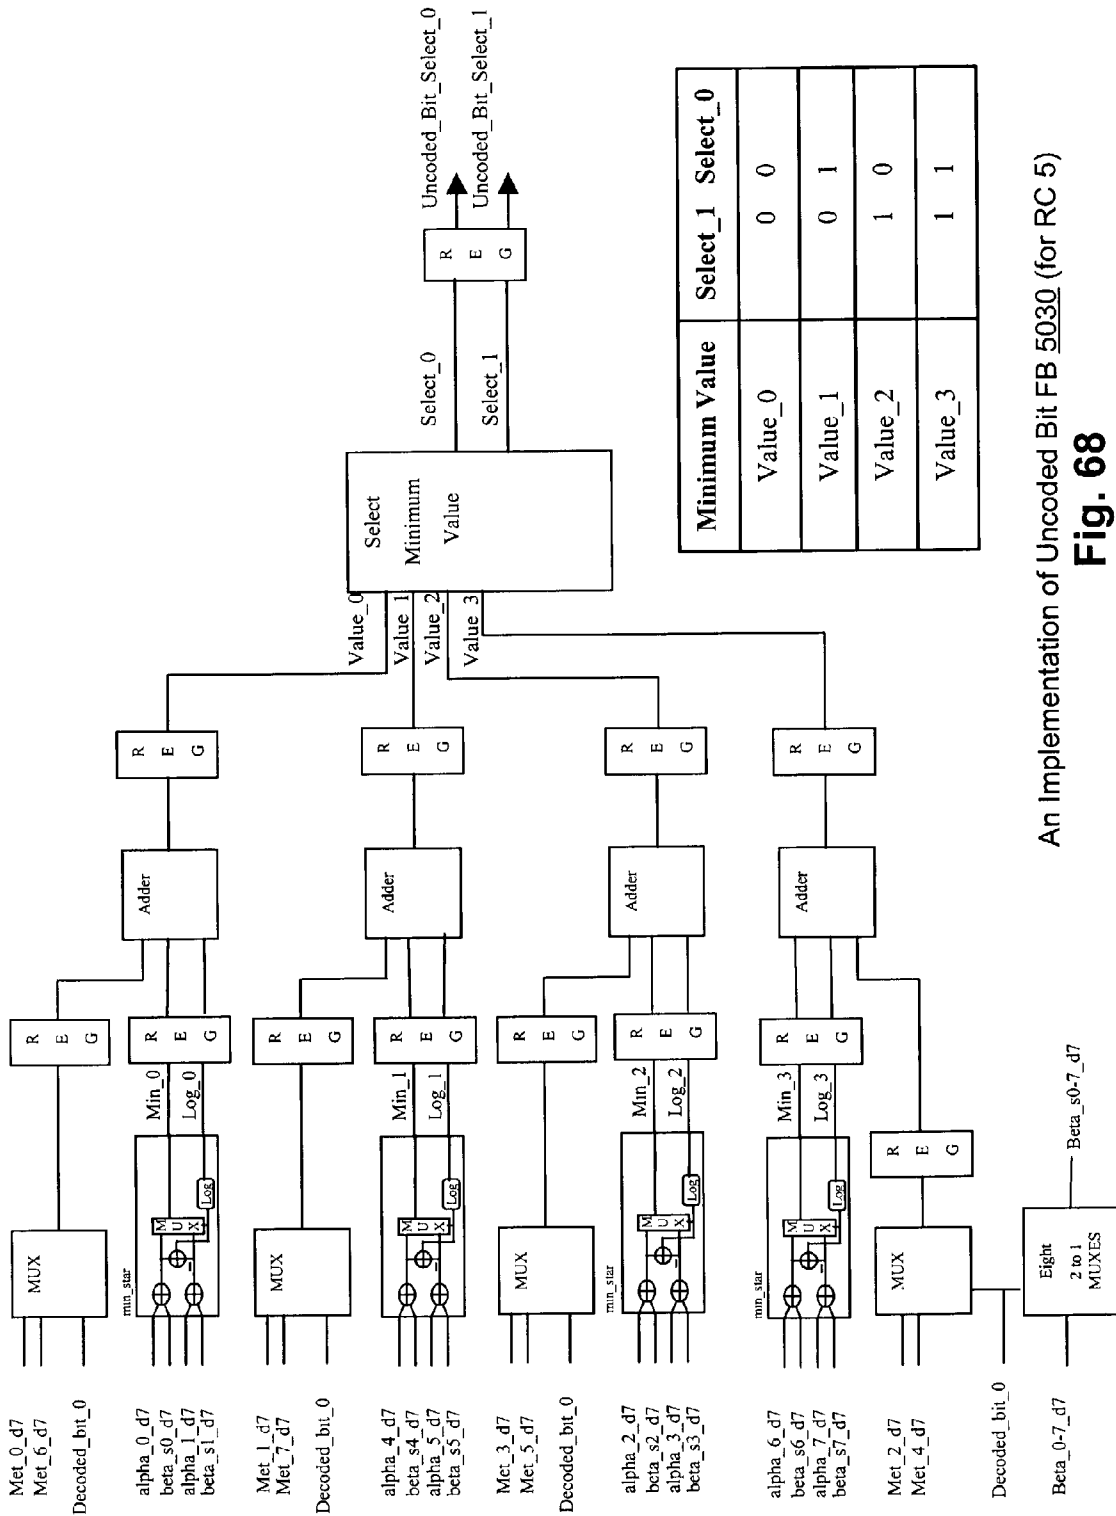 Met_0_d7
Met_6_d7
Decoded_bit_0
MUX
R
E
G
alpha_0_d7
beta_s0_d7
alpha_1_d7
beta_s1_d7
min_star
M
U
X
Log
Min_0
Log_0
R
E
G
Adder
R
E
G
Met_1_d7
Met_7_d7
Decoded_bit_0
MUX
R
E
G
alpha_4_d7
beta_s4_d7
alpha_5_d7
beta_s5_d7
M
U
X
Log
Min_1
Log_1
R
E
G
Adder
R
E
G
Met_3_d7
Met_5_d7
Decoded_bit_0
MUX
R
E
G
alpha_2_d7
beta_s2_d7
alpha_3_d7
beta_s3_d7
min_star
M
U
X
Log
Min_2
Log_2
R
E
G
Adder
R
E
G
alpha_6_d7
beta_s6_d7
alpha_7_d7
beta_s7_d7
min_star
M
U
X
Log
Min_3
Log_3
R
E
G
Adder
R
E
G
Met_2_d7
Met_4_d7
MUX
R
E
G
Decoded_bit_0
Beta_0-7_d7
Eight
2 to 1
MUXES
Beta_s0-7_d7
Value_0
Value 1
Value_2
Value_3
Select
Minimum
Value
Select_0
Select_1
R
E
G
Uncoded_Bit_Select_0
Uncoded_Bit_Select_1
Minimum Value Select_1 Select_0
Value_0 0 0
Value_1 0 1
Value_2 1 0
Value_3 1 1
An Implementation of Uncoded Bit FB 5030 (for RC 5)
Fig. 68